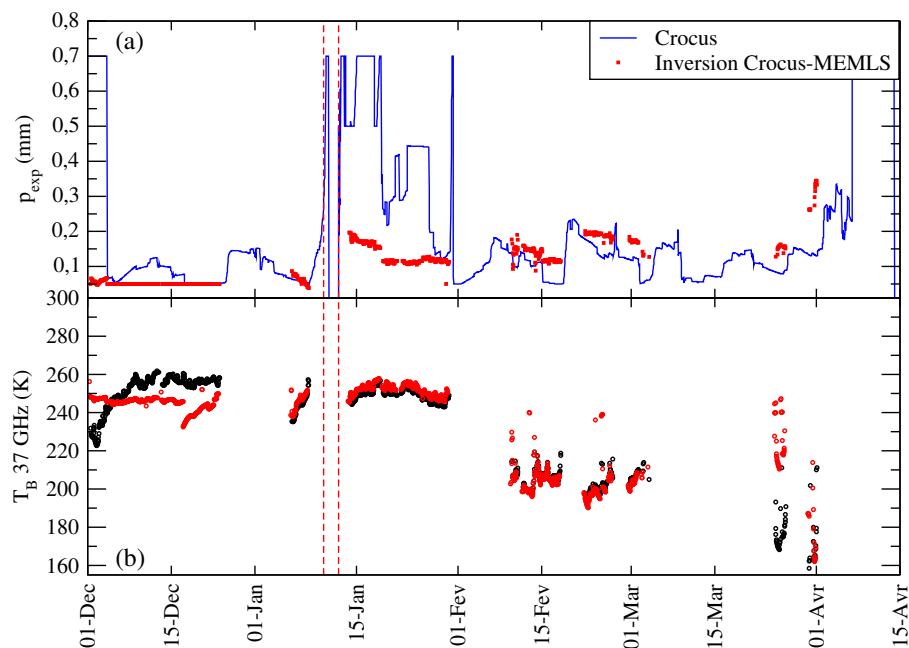 0,8
(a)
Crocus
Inversion Crocus-MEMLS
0,7
0,6
0,5
0,4
0,3
0,2
0,1
p_exp (mm)
300
280
260
240
220
200
180
160
T_B 37 GHz (K)
(b)
01-Dec
15-Dec
01-Jan
15-Jan
01-Fev
15-Fev
01-Mar
15-Mar
01-Avr
15-Avr